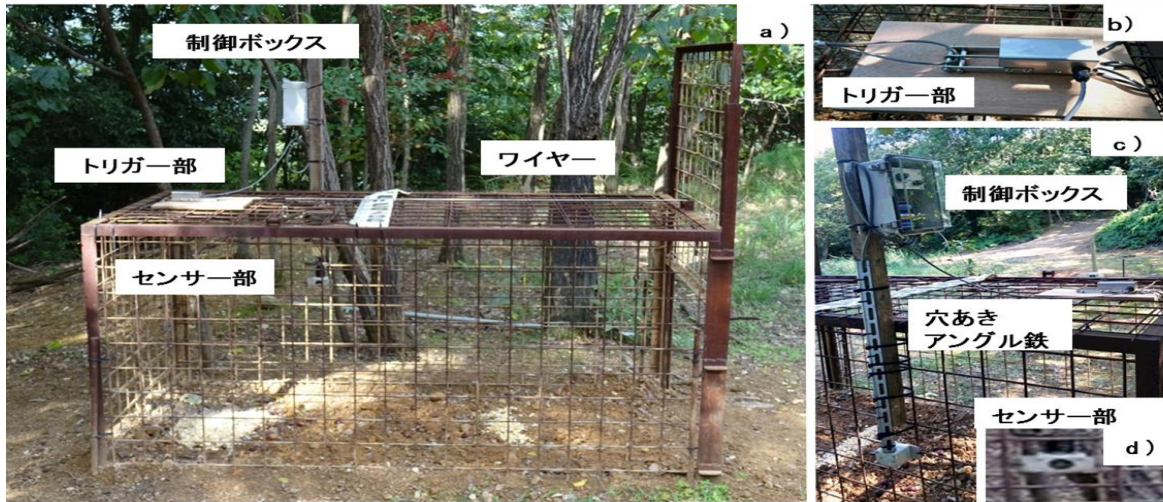 制御ボックス
a）
トリガー部
ワイヤー
センサー部
b）
トリガー部
c）
制御ボックス
穴あき
アングル鉄
センサー部
d）